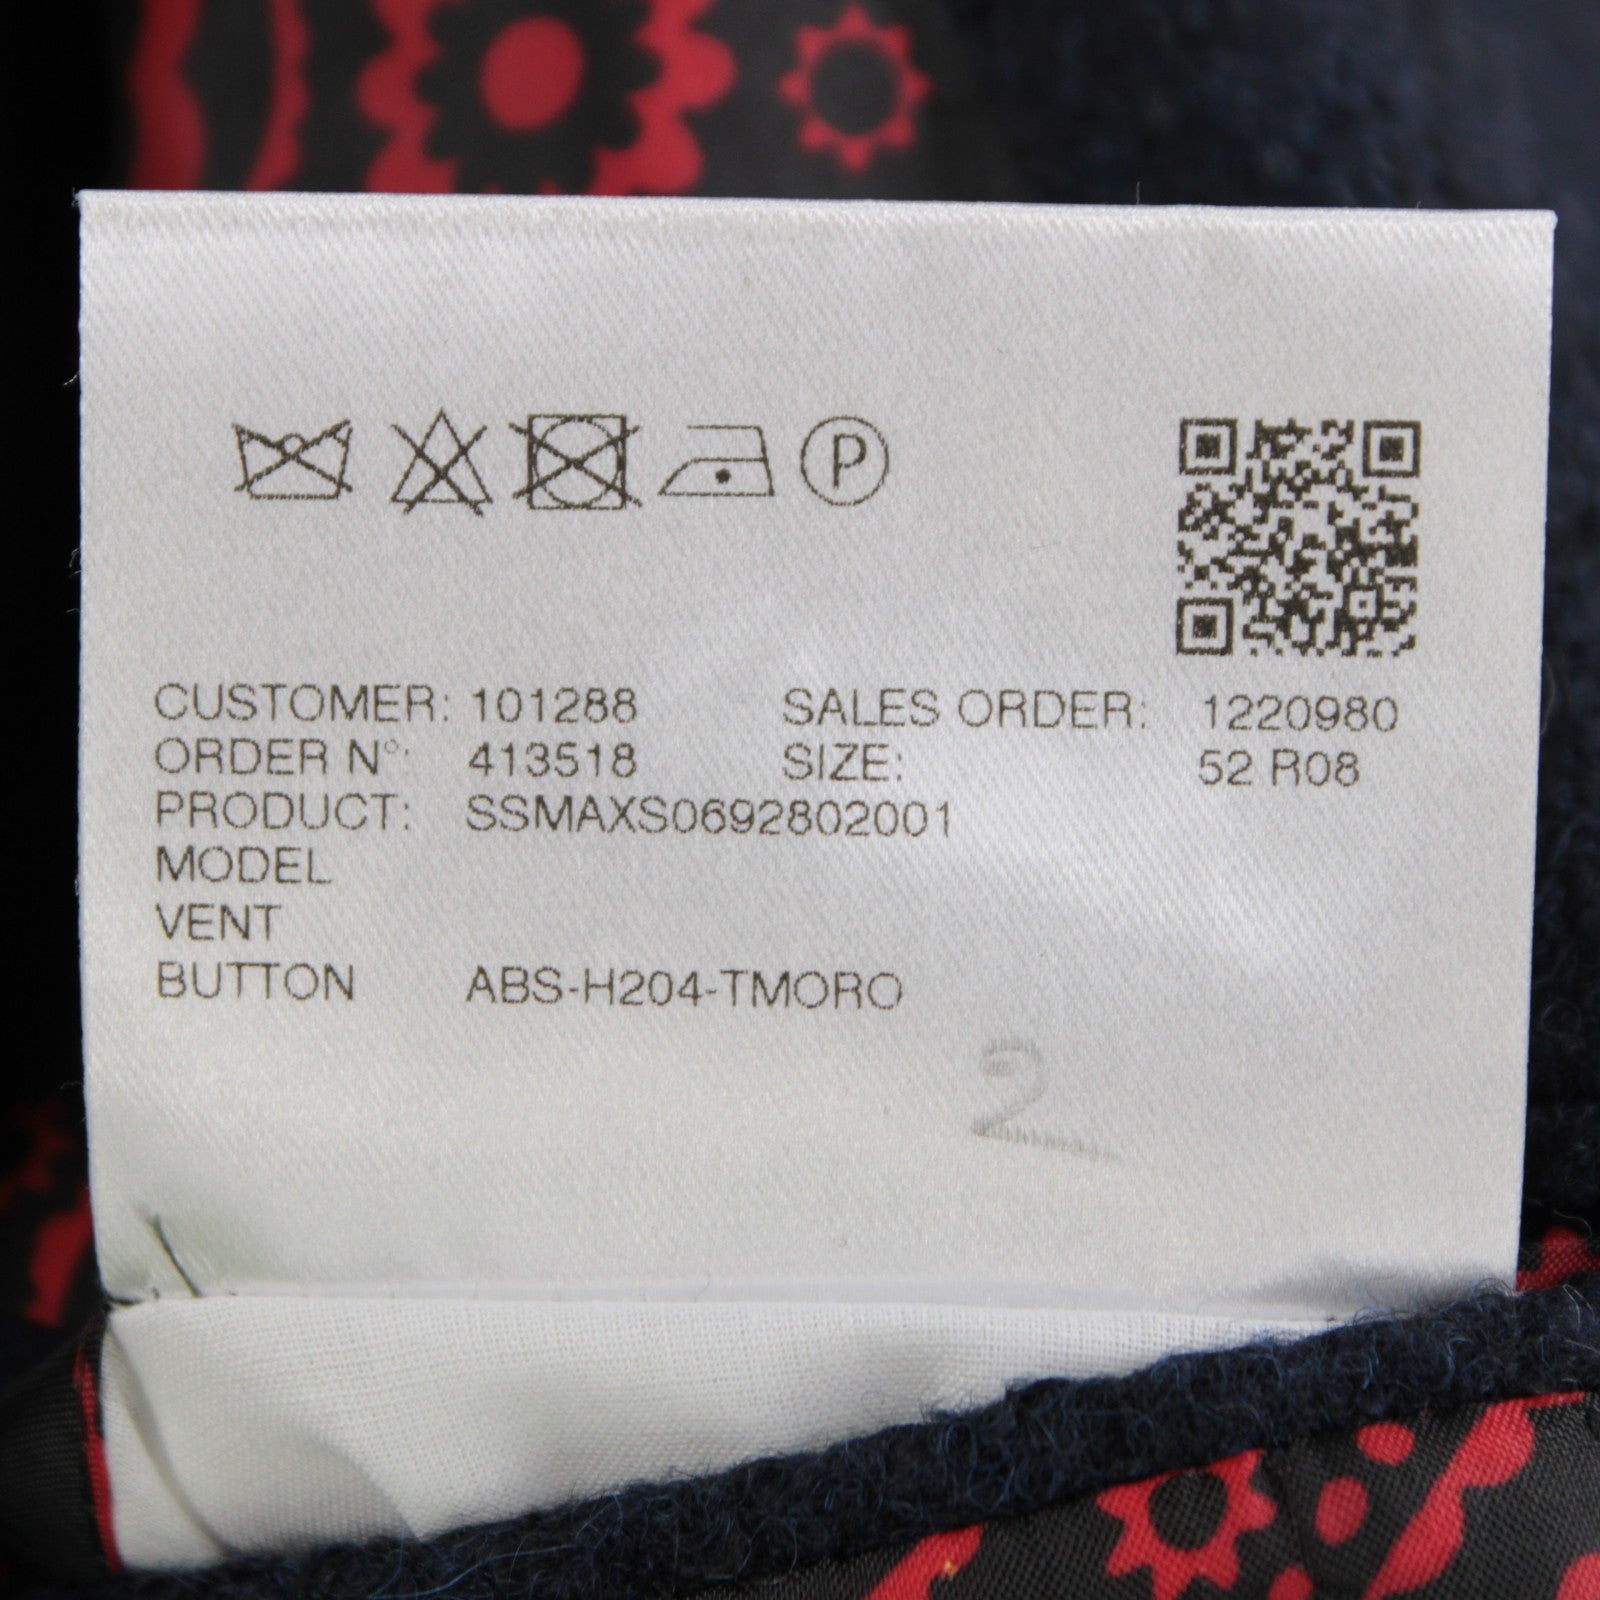 P
CUSTOMER: 101288 SALES ORDER: 1220980
ORDER N°: 413518 SIZE: 52 R08
PRODUCT: SSMAXS0692802001
MODEL
VENT
BUTTON ABS-H204-TMORO
2